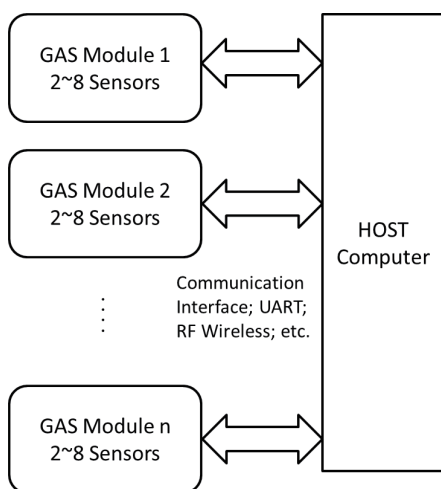 GAS Module 1
2~8 Sensors
GAS Module 2
2~8 Sensors
HOST
Computer
Communication
Interface; UART;
RF Wireless; etc.
GAS Module n
2~8 Sensors